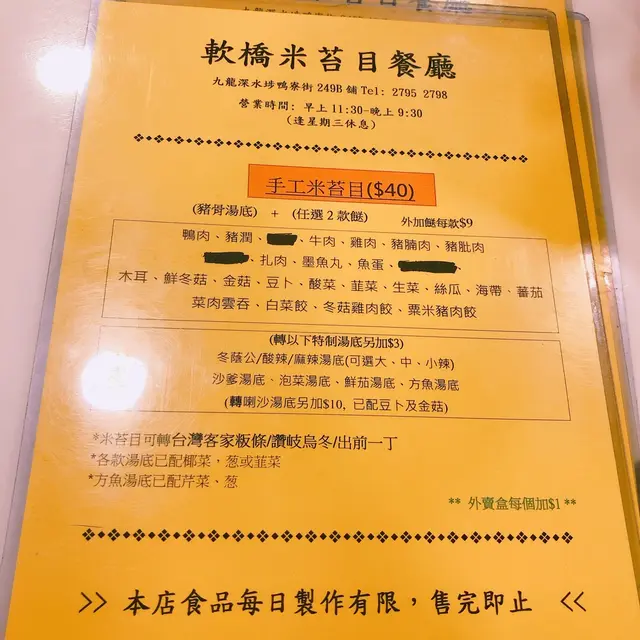 軟橋米苔目餐廳
九龍深水埗鴨寮街249B舖Tel: 2795 2798
營業時間: 早上11:30-晚上9:30
(逢星期三休息)
手工米苔目($40)
(豬骨湯底) + (任選2款餸) 外加餸每款$9
鴨肉、豬潤、、牛肉、雞肉、豬腩肉、豬肶肉
、扎肉、墨魚丸、魚蛋、
木耳、鮮冬菇、金菇、豆卜、酸菜、韮菜、生菜、絲瓜、海帶、蕃茄
菜肉雲吞、白菜餃、冬菇雞肉餃、粟米豬肉餃
(轉以下特制湯底另加$3)
冬蔭公/酸辣/麻辣湯底(可選大、中、小辣)
沙爹湯底、泡菜湯底、鮮茄湯底、方魚湯底
(轉喇沙湯底另加$10, 已配豆卜及金菇)
*米苔目可轉台灣客家粄條/讚岐烏冬/出前一丁
*各款湯底已配椰菜，葱或韮菜
*方魚湯底已配芹菜、葱
** 外賣盒每個加$1 **
>> 本店食品每日製作有限，售完即止 <<